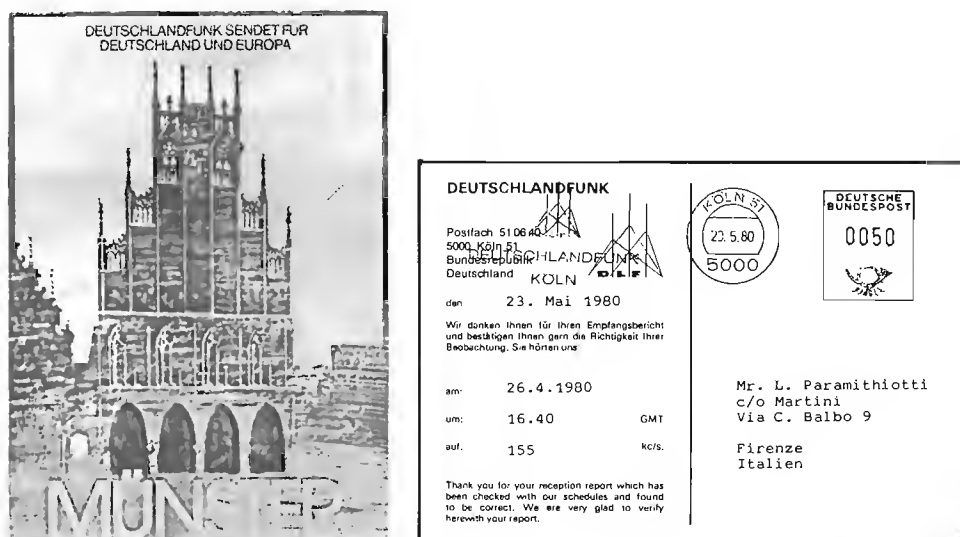 DEUTSCHLANDFUNK SENDET FÜR
DEUTSCHLAND UND EUROPA
MÜNSTER
DEUTSCHLANDFUNK
Postfach 51 06 40
5000 Köln 51
Bundesrepublik
Deutschland
DEUTSCHLANDFUNK
KÖLN
DLF
den 23. Mai 1980
Wir danken Ihnen für Ihren Empfangsbericht
und bestätigen Ihnen gern die Richtigkeit Ihrer
Beobachtung. Sie hörten uns
am: 26.4.1980
um: 16.40 GMT
auf: 155 kc/s.
Thank you for your reception report which has
been checked with our schedules and found
to be correct. We are very glad to verify
herewith your report.
KÖLN 51
23.5.80
5000
DEUTSCHE
BUNDESPOST
0050
Mr. L. Paramithiotti
c/o Martini
Via C. Balbo 9
Firenze
Italien